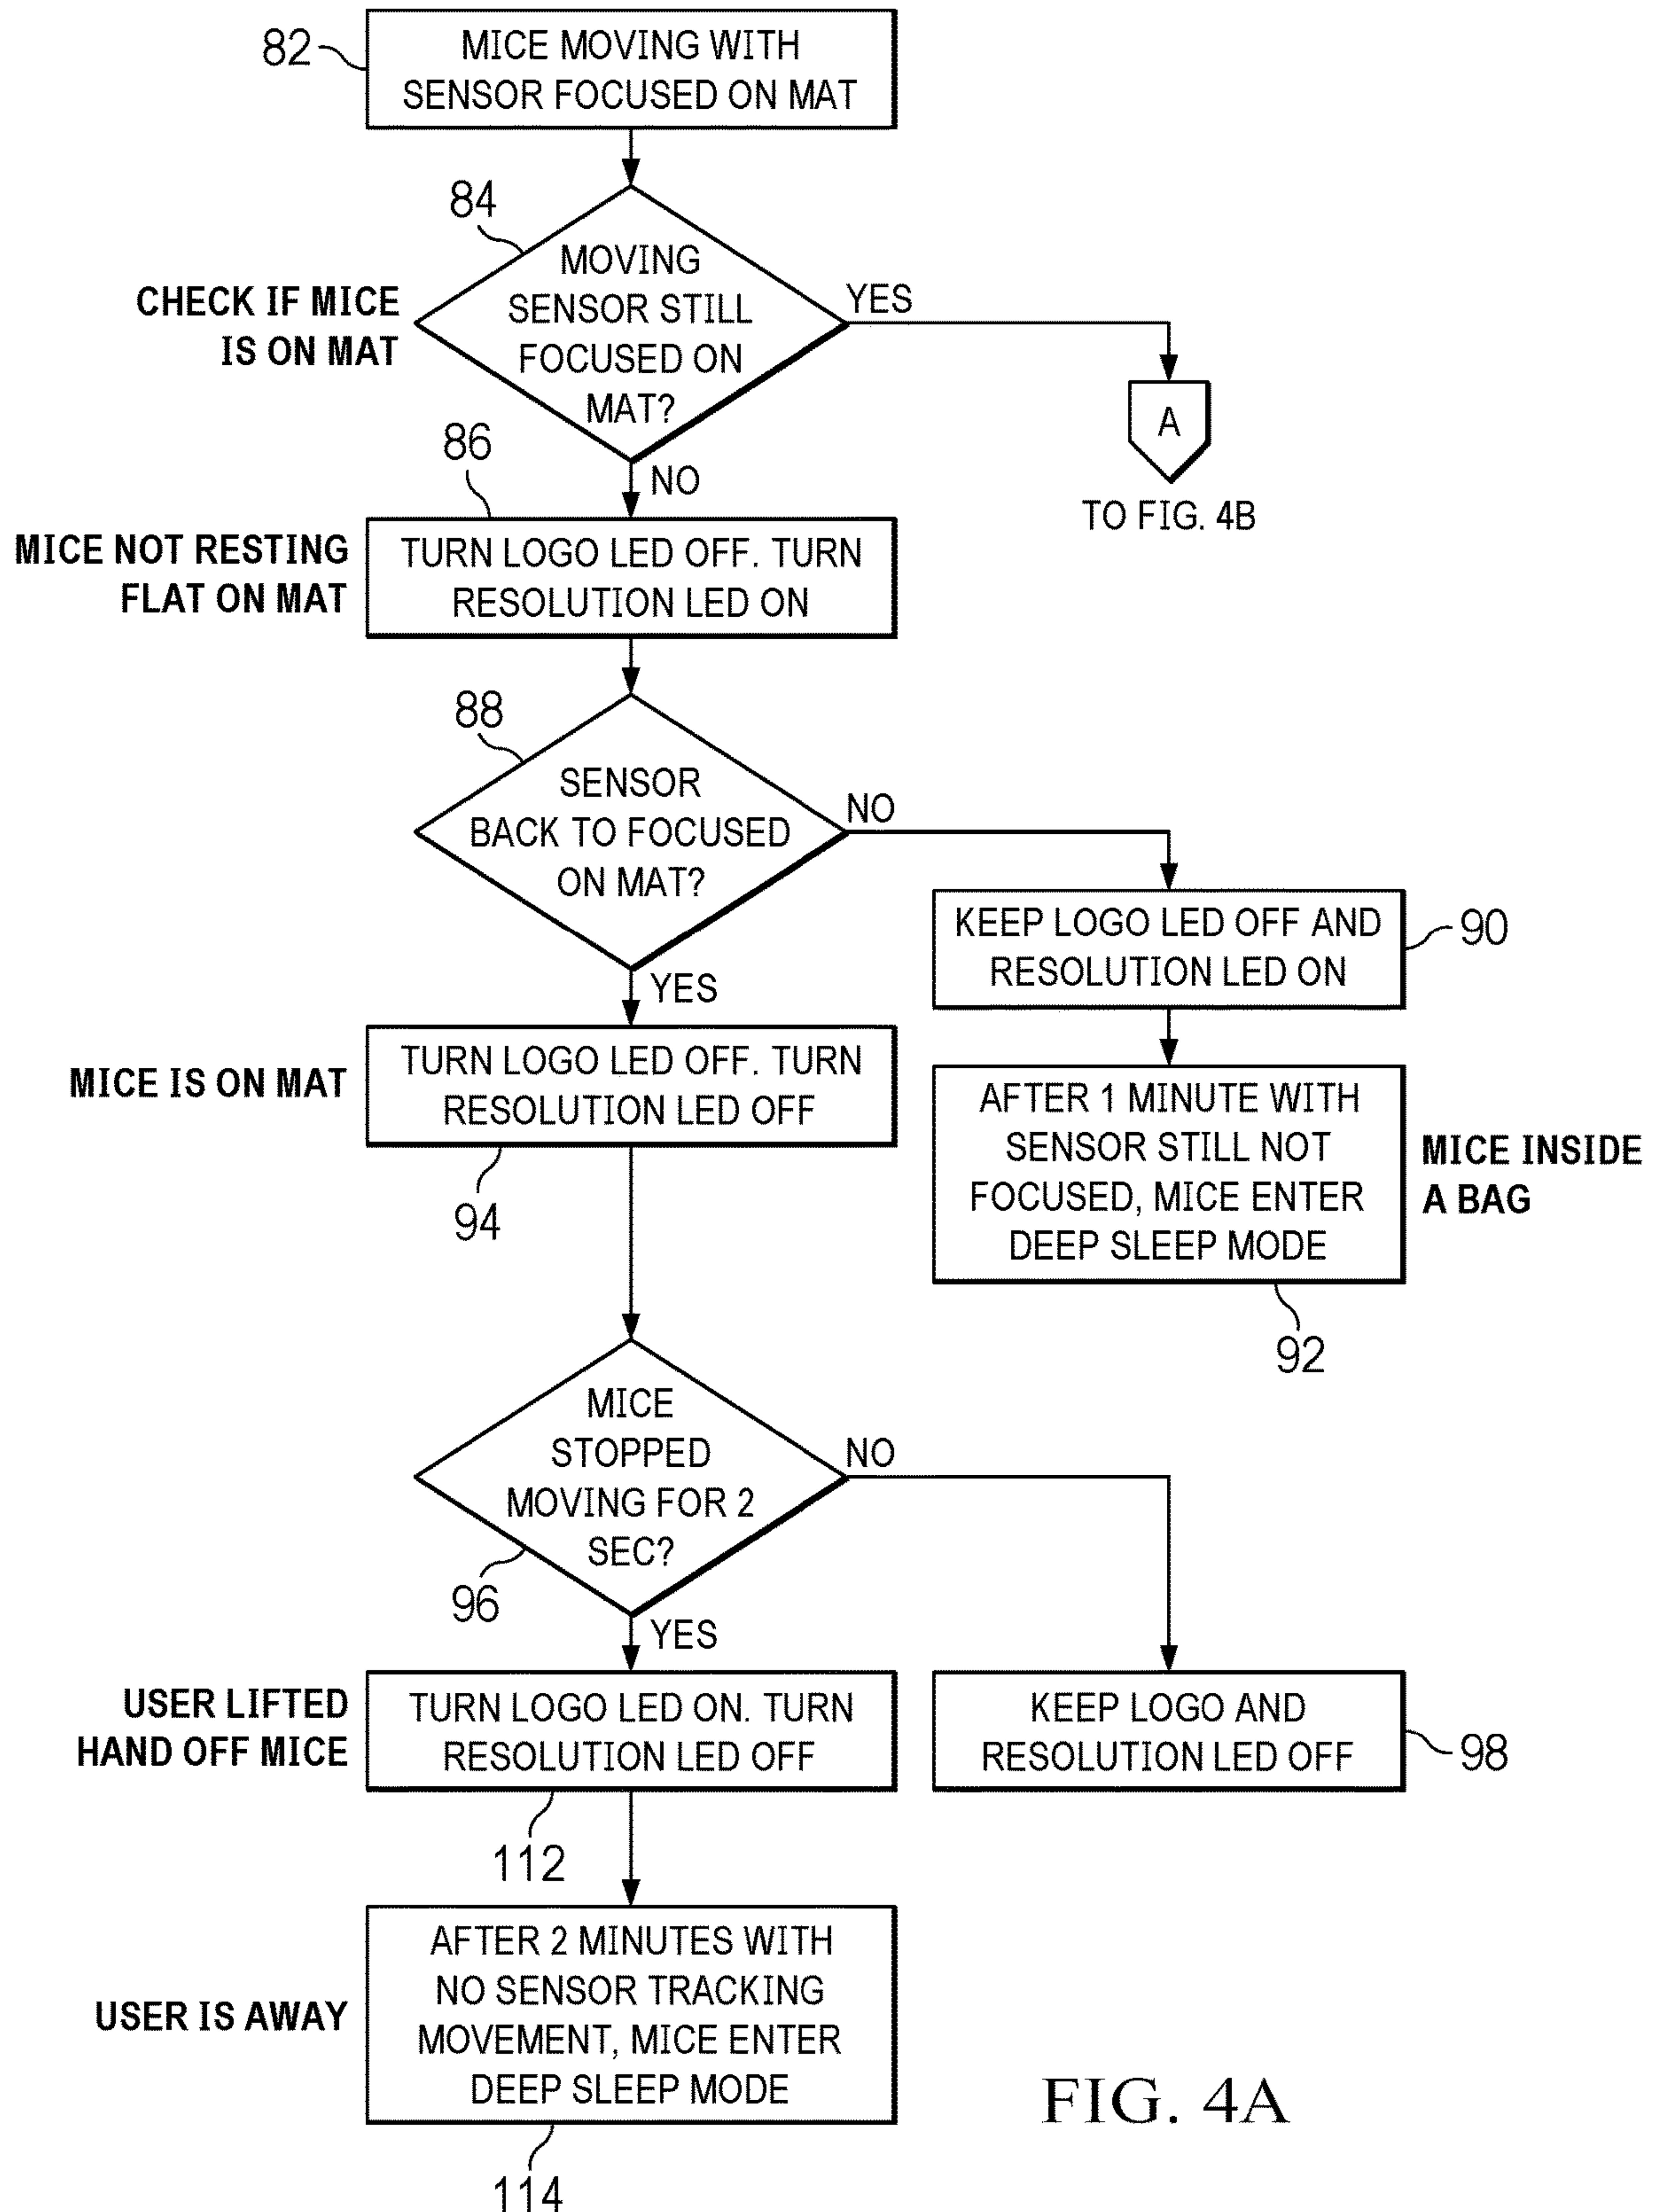 82
MICE MOVING WITH
SENSOR FOCUSED ON MAT
84
CHECK IF MICE
IS ON MAT
MOVING
SENSOR STILL
FOCUSED ON
MAT?
YES
A
TO FIG. 4B
NO
86
MICE NOT RESTING
FLAT ON MAT
TURN LOGO LED OFF. TURN
RESOLUTION LED ON
88
SENSOR
BACK TO FOCUSED
ON MAT?
NO
KEEP LOGO LED OFF AND
RESOLUTION LED ON
90
YES
MICE IS ON MAT
TURN LOGO LED OFF. TURN
RESOLUTION LED OFF
94
AFTER 1 MINUTE WITH
SENSOR STILL NOT
FOCUSED, MICE ENTER
DEEP SLEEP MODE
MICE INSIDE
A BAG
92
MICE
STOPPED
MOVING FOR 2
SEC?
96
NO
YES
USER LIFTED
HAND OFF MICE
TURN LOGO LED ON. TURN
RESOLUTION LED OFF
KEEP LOGO AND
RESOLUTION LED OFF
98
112
USER IS AWAY
AFTER 2 MINUTES WITH
NO SENSOR TRACKING
MOVEMENT, MICE ENTER
DEEP SLEEP MODE
114
FIG. 4A